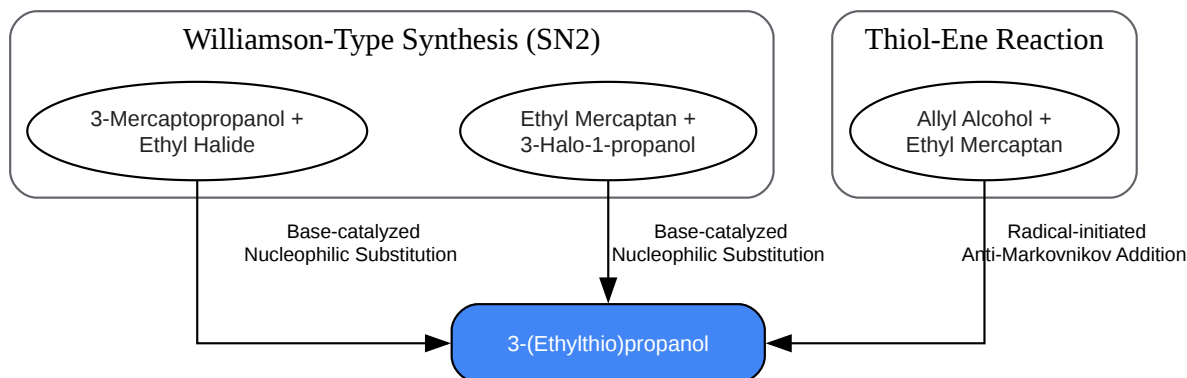 Williamson-Type Synthesis (SN2)
Thiol-Ene Reaction
3-Mercaptopropanol +
Ethyl Halide
Ethyl Mercaptan +
3-Halo-1-propanol
Allyl Alcohol +
Ethyl Mercaptan
Base-catalyzed
Nucleophilic Substitution
Base-catalyzed
Nucleophilic Substitution
Radical-initiated
Anti-Markovnikov Addition
3-(Ethylthio)propanol